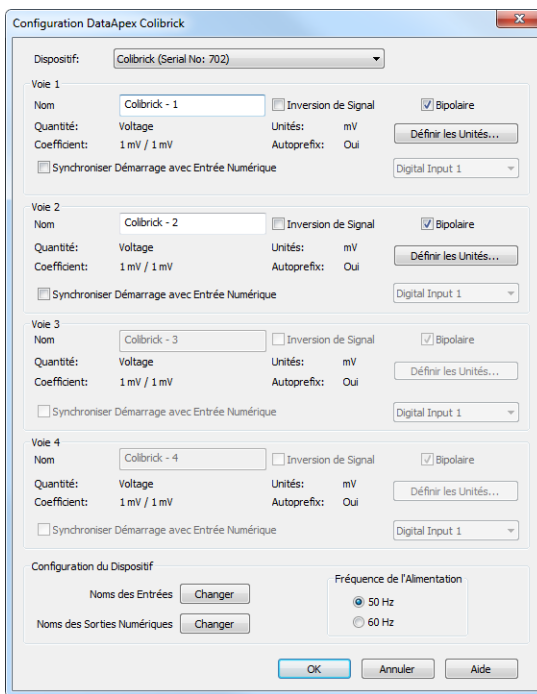 Configuration DataApex Colibrick
Dispositif: Colibrick (Serial No: 702)
Voie 1
Nom Colibrick - 1 Inversion de Signal Bipolaire
Quantité: Voltage Unités: mV Définir les Unités...
Coefficient: 1 mV / 1 mV Autoprefix: Oui
Synchroniser Démarrage avec Entrée Numérique Digital Input 1
Voie 2
Nom Colibrick - 2 Inversion de Signal Bipolaire
Quantité: Voltage Unités: mV Définir les Unités...
Coefficient: 1 mV / 1 mV Autoprefix: Oui
Synchroniser Démarrage avec Entrée Numérique Digital Input 1
Voie 3
Nom Colibrick - 3 Inversion de Signal Bipolaire
Quantité: Voltage Unités: mV Définir les Unités...
Coefficient: 1 mV / 1 mV Autoprefix: Oui
Synchroniser Démarrage avec Entrée Numérique Digital Input 1
Voie 4
Nom Colibrick - 4 Inversion de Signal Bipolaire
Quantité: Voltage Unités: mV Définir les Unités...
Coefficient: 1 mV / 1 mV Autoprefix: Oui
Synchroniser Démarrage avec Entrée Numérique Digital Input 1
Configuration du Dispositif
Noms des Entrées Changer
Noms des Sorties Numériques Changer
Fréquence de l'Alimentation
50 Hz
60 Hz
OK Annuler Aide